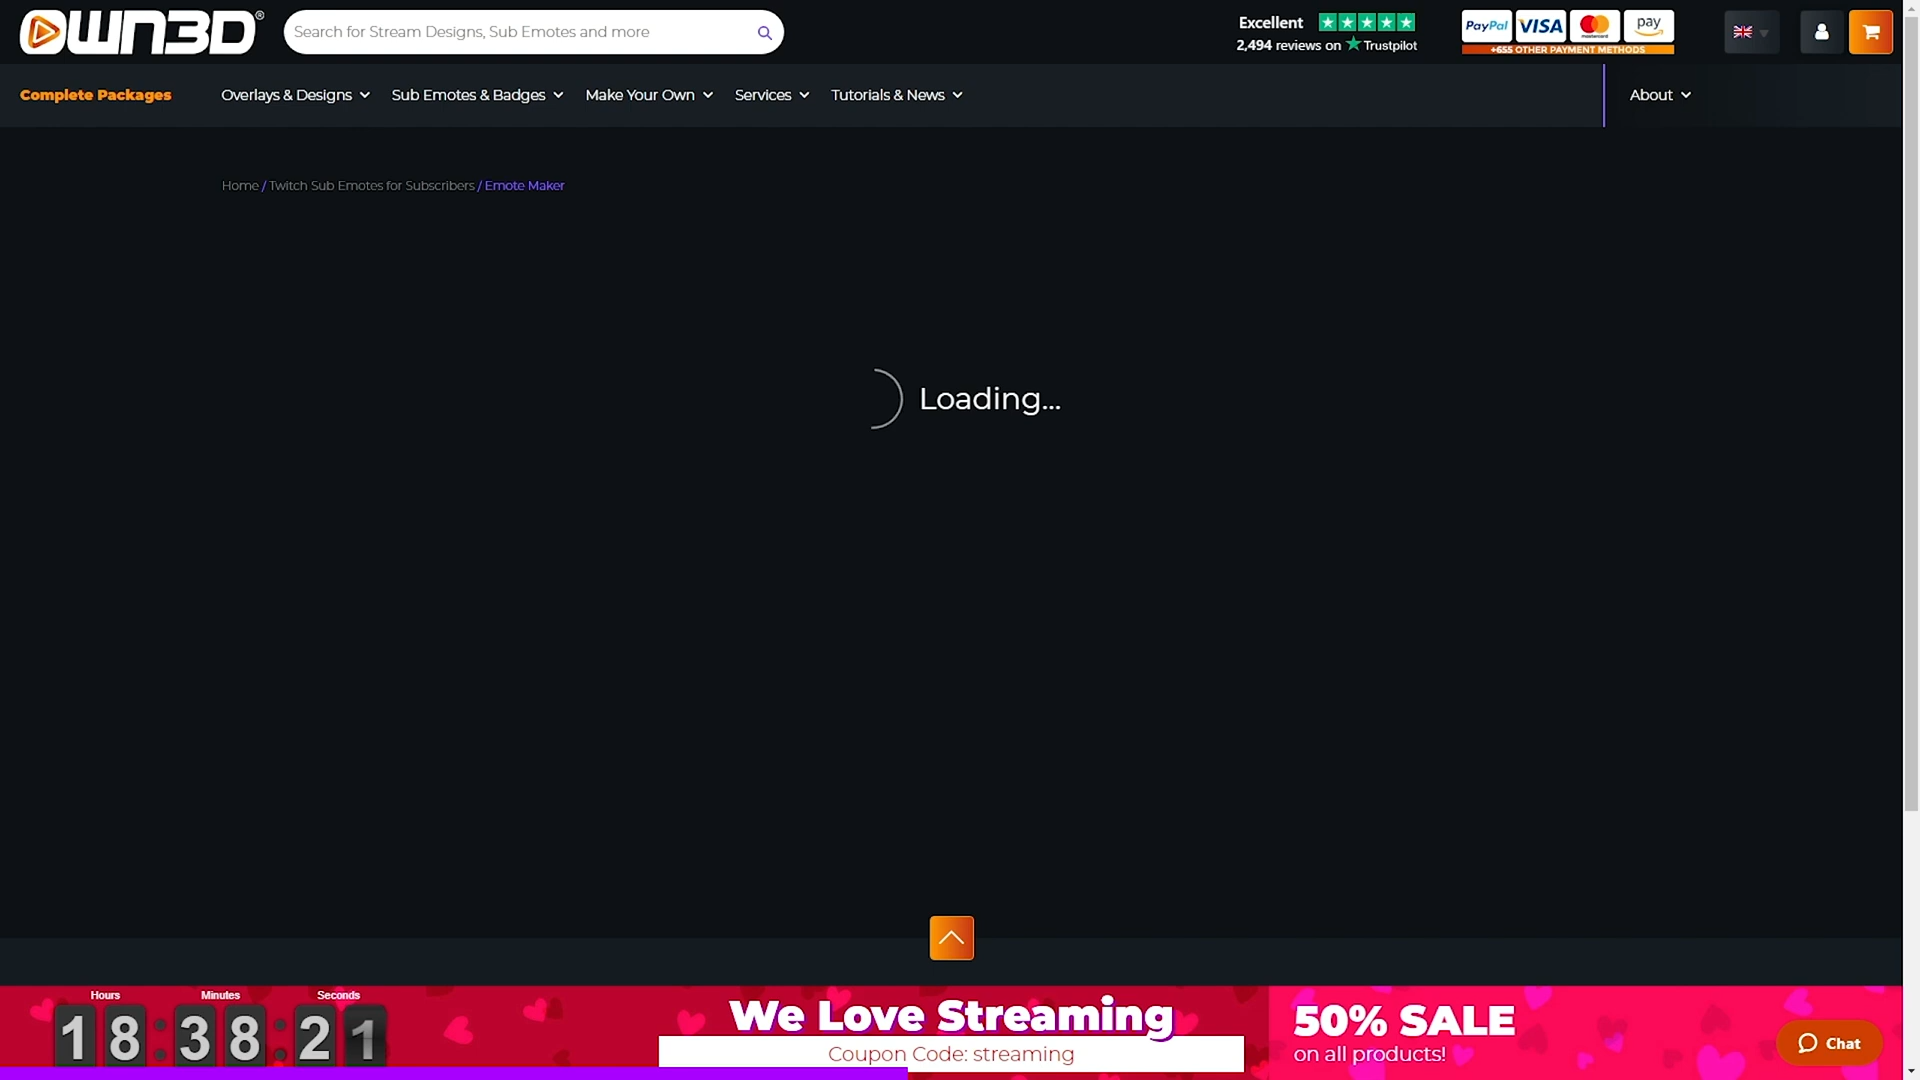 OWN3D®
Search for Stream Designs, Sub Emotes and more
Excellent
2,494 reviews on Trustpilot
PayPal VISA mastercard pay
+655 OTHER PAYMENT METHODS
Complete Packages
Overlays & Designs
Sub Emotes & Badges
Make Your Own
Services
Tutorials & News
About
Home / Twitch Sub Emotes for Subscribers / Emote Maker
Loading...
Hours Minutes Seconds
18:38:21
We Love Streaming
Coupon Code: streaming
50% SALE
on all products!
Chat